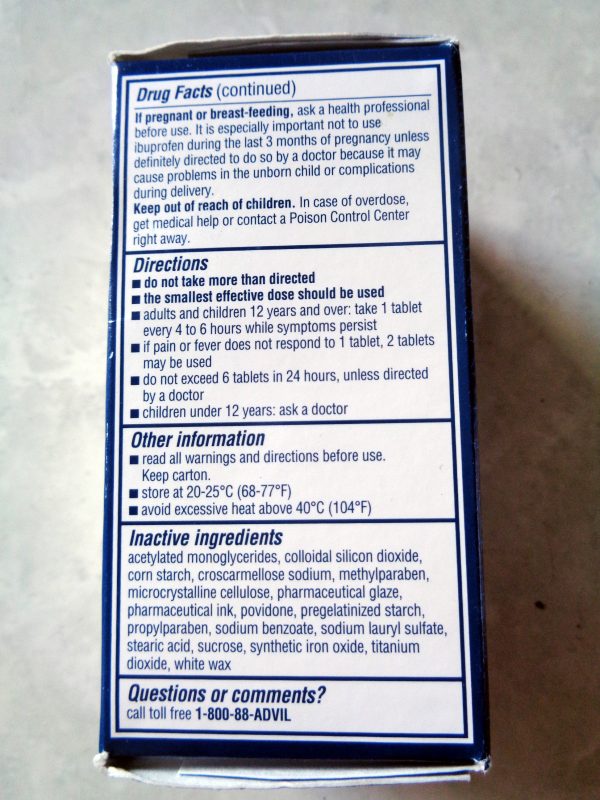 Drug Facts (continued)
If pregnant or breast-feeding, ask a health professional
before use. It is especially important not to use
ibuprofen during the last 3 months of pregnancy unless
definitely directed to do so by a doctor because it may
cause problems in the unborn child or complications
during delivery.
Keep out of reach of children. In case of overdose,
get medical help or contact a Poison Control Center
right away.
Directions
■ do not take more than directed
■ the smallest effective dose should be used
■ adults and children 12 years and over: take 1 tablet
every 4 to 6 hours while symptoms persist
■ if pain or fever does not respond to 1 tablet, 2 tablets
may be used
■ do not exceed 6 tablets in 24 hours, unless directed
by a doctor
■ children under 12 years: ask a doctor
Other information
■ read all warnings and directions before use.
Keep carton.
■ store at 20-25°C (68-77°F)
■ avoid excessive heat above 40°C (104°F)
Inactive ingredients
acetylated monoglycerides, colloidal silicon dioxide,
corn starch, croscarmellose sodium, methylparaben,
microcrystalline cellulose, pharmaceutical glaze,
pharmaceutical ink, povidone, pregelatinized starch,
propylparaben, sodium benzoate, sodium lauryl sulfate,
stearic acid, sucrose, synthetic iron oxide, titanium
dioxide, white wax
Questions or comments?
call toll free 1-800-88-ADVIL